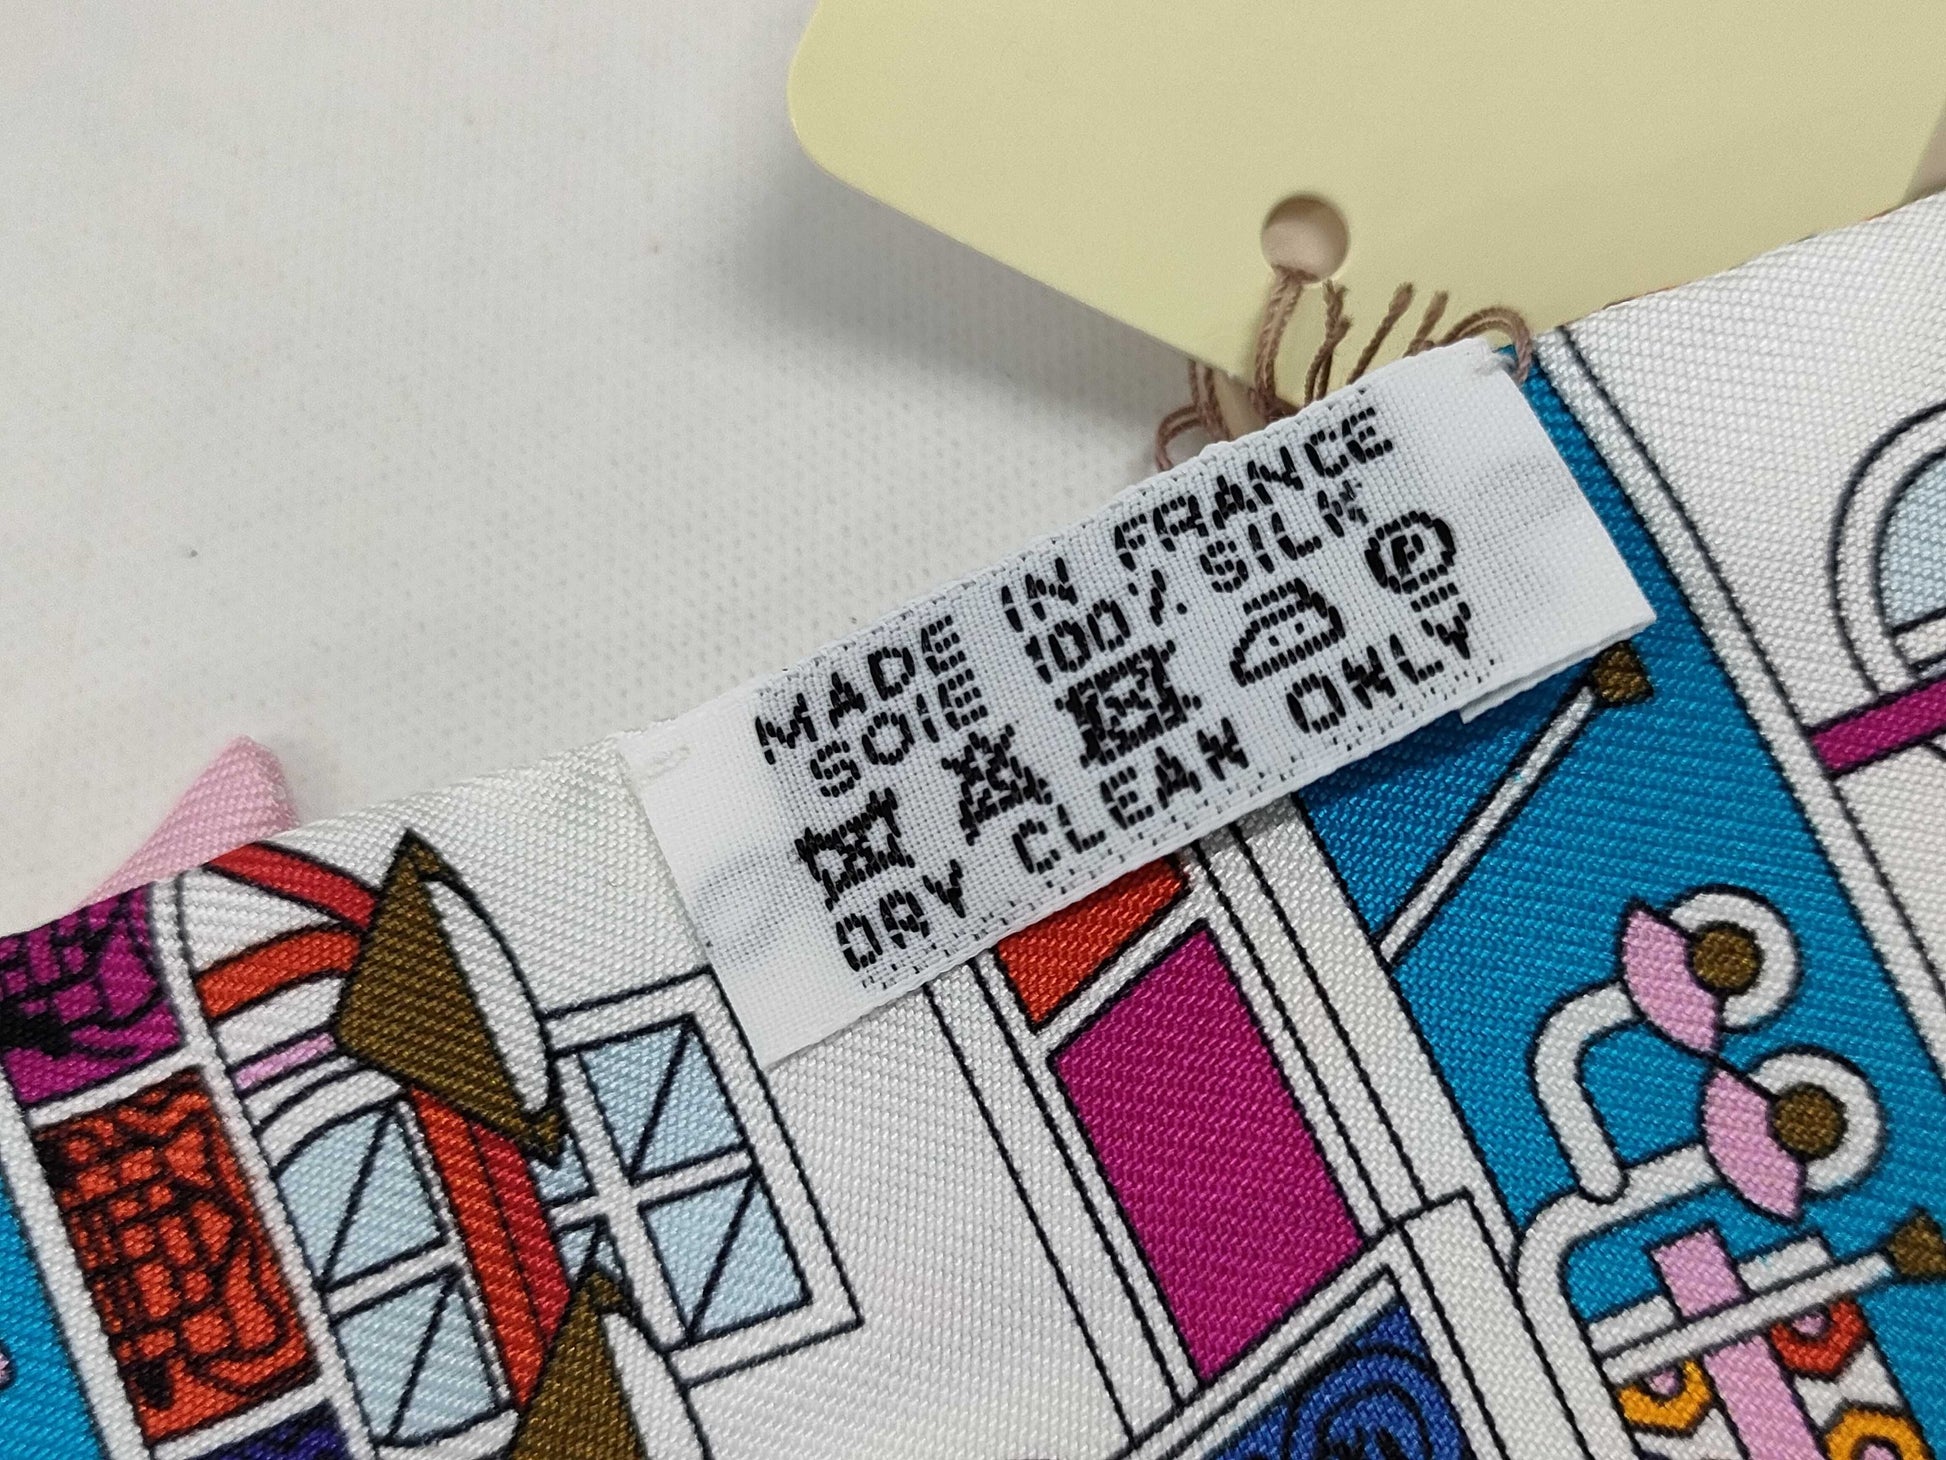 MADE IN FRANCE
SOIE 100% SILK
A P
DRY CLEAN ONLY